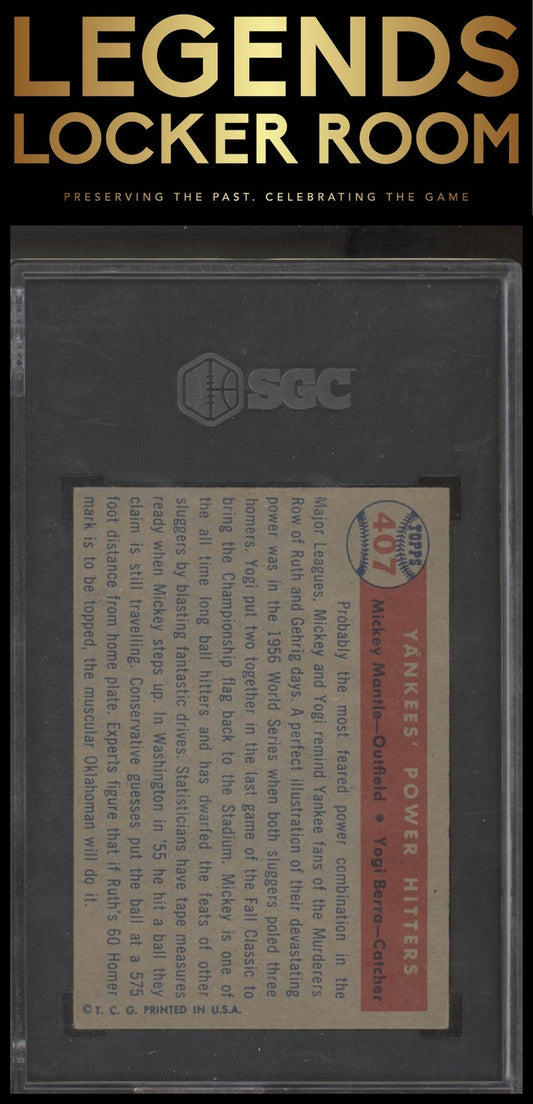 LEGENDS
LOCKER ROOM
PRESERVING THE PAST. CELEBRATING THE GAME
SGC
TOPPS
407
YANKEES' POWER HITTERS
Mickey Mantle—Outfield • Yogi Berra—Catcher
Probably the most feared power combination in the
Major Leagues, Mickey and Yogi remind Yankee fans of the Murderers
Row of Ruth and Gehrig days. A perfect illustration of their devastating
power was in the 1956 World Series when both sluggers poled three
homers. Yogi put two together in the last game of the Fall Classic to
bring the Championship flag back to the Stadium. Mickey is one of
the all time long ball hitters and has dwarfed the feats of other
sluggers by blasting fantastic drives. Statisticians have tape measures
ready when Mickey steps up. In Washington in '55 he hit a ball they
claim is still travelling. Conservative guesses put the ball at a 575
foot distance from home plate. Experts figure that if Ruth's 60 Homer
mark is to be topped, the muscular Oklahoman will do it.
© T. C. G. PRINTED IN U.S.A.